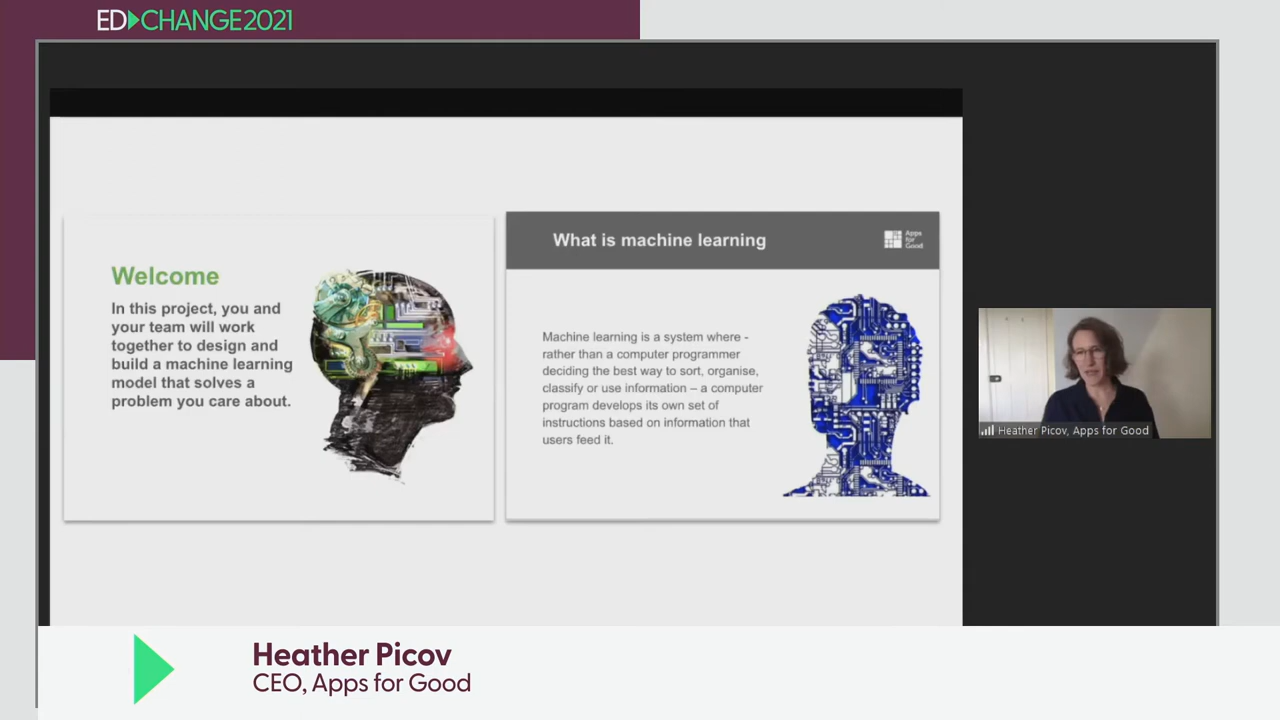 ED▶CHANGE2021
Welcome
In this project, you and
your team will work
together to design and
build a machine learning
model that solves a
problem you care about.
What is machine learning
Apps
for
Good
Machine learning is a system where -
rather than a computer programmer
deciding the best way to sort, organise,
classify or use information – a computer
program develops its own set of
instructions based on information that
users feed it.
Heather Picov, Apps for Good
Heather Picov
CEO, Apps for Good